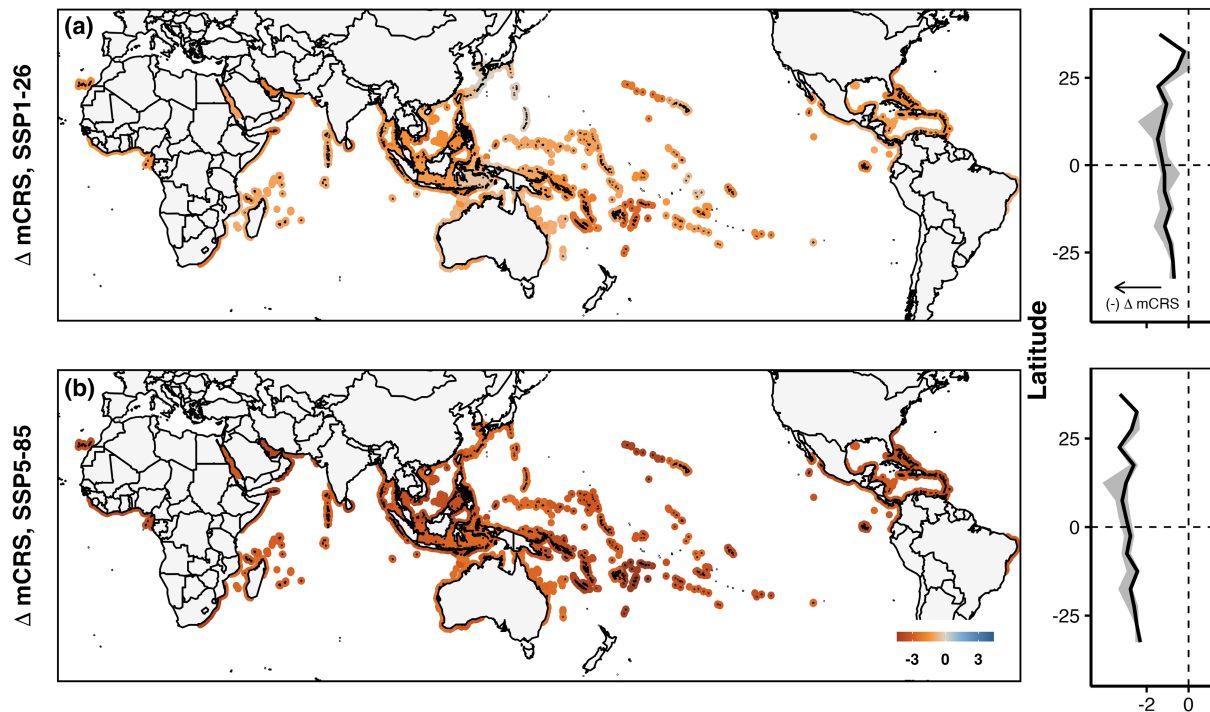 (a)
Δ mCRS, SSP1-26
25
0
-25
(-) Δ mCRS
Latitude
(b)
Δ mCRS, SSP5-85
-3 0 3
25
0
-25
-2 0